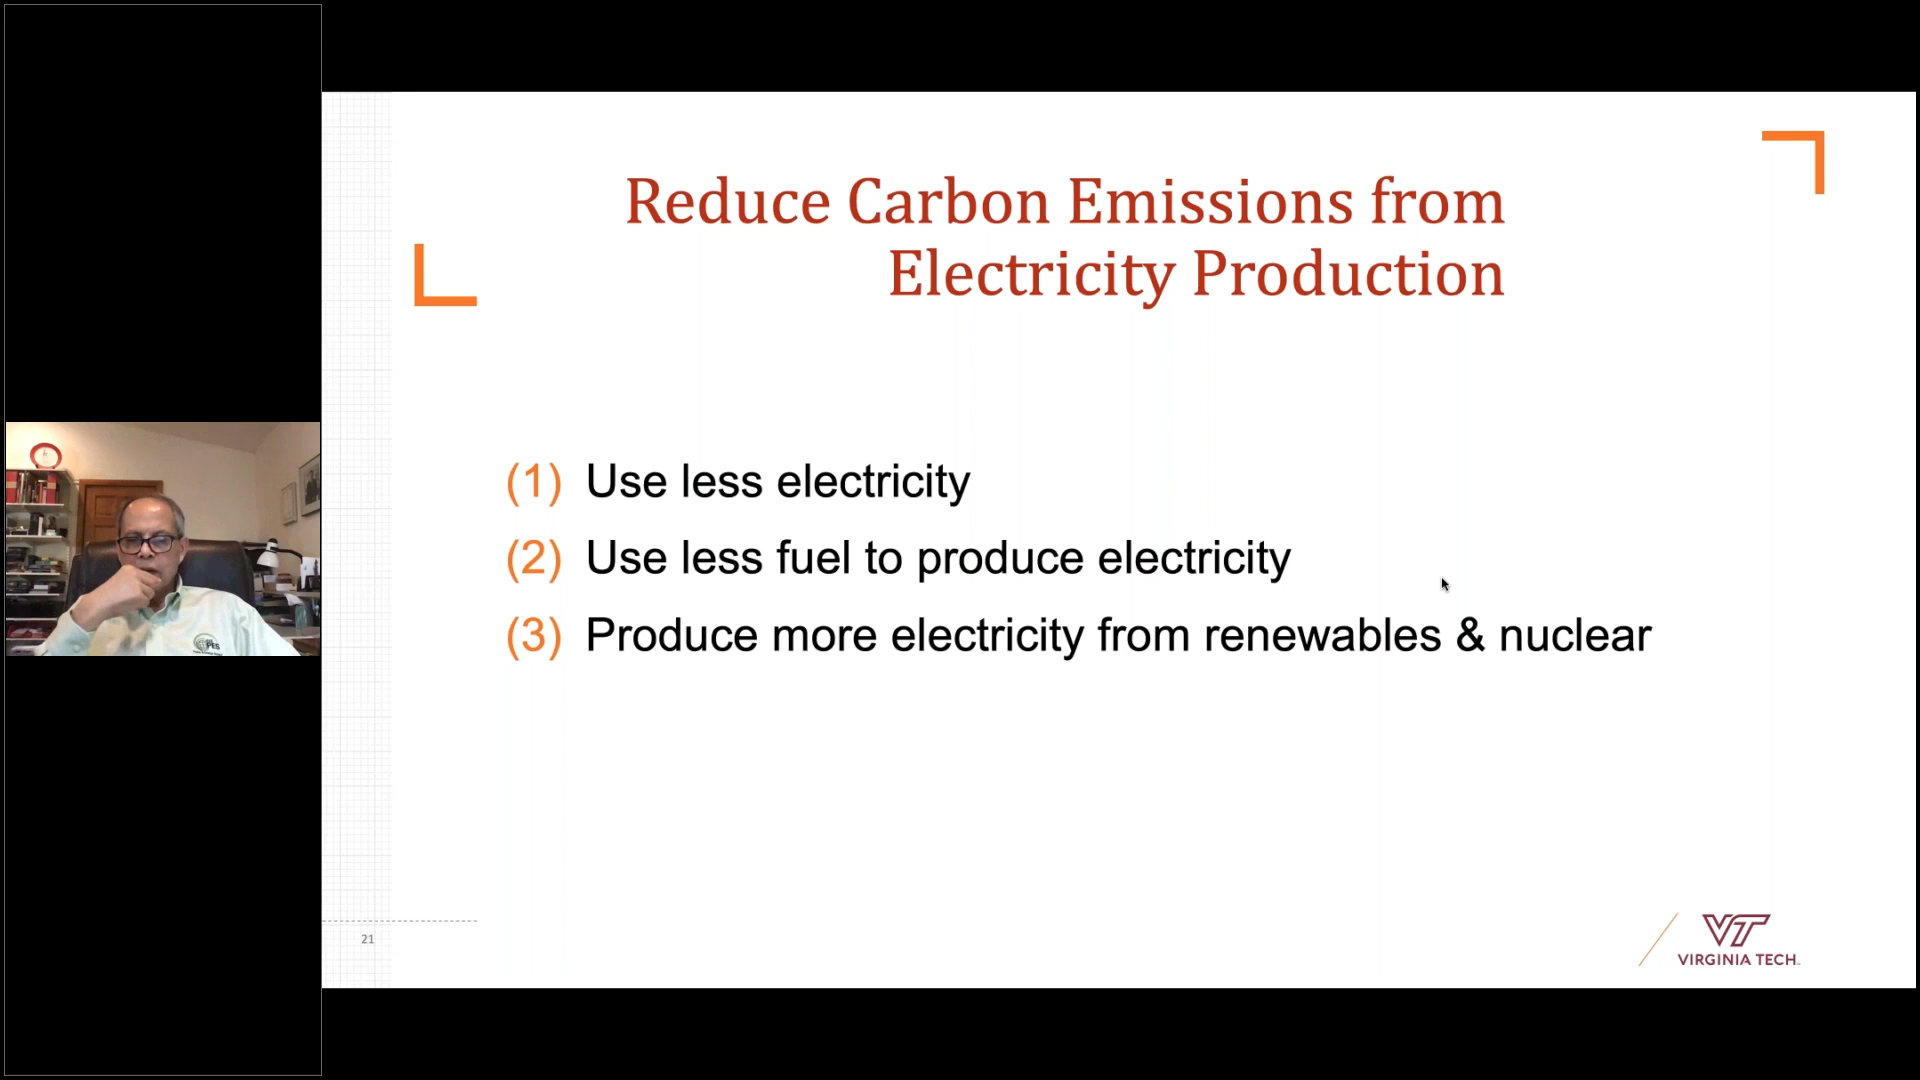 Reduce Carbon Emissions from
Electricity Production
(1) Use less electricity
(2) Use less fuel to produce electricity
(3) Produce more electricity from renewables & nuclear
21
VT
VIRGINIA TECH
PES